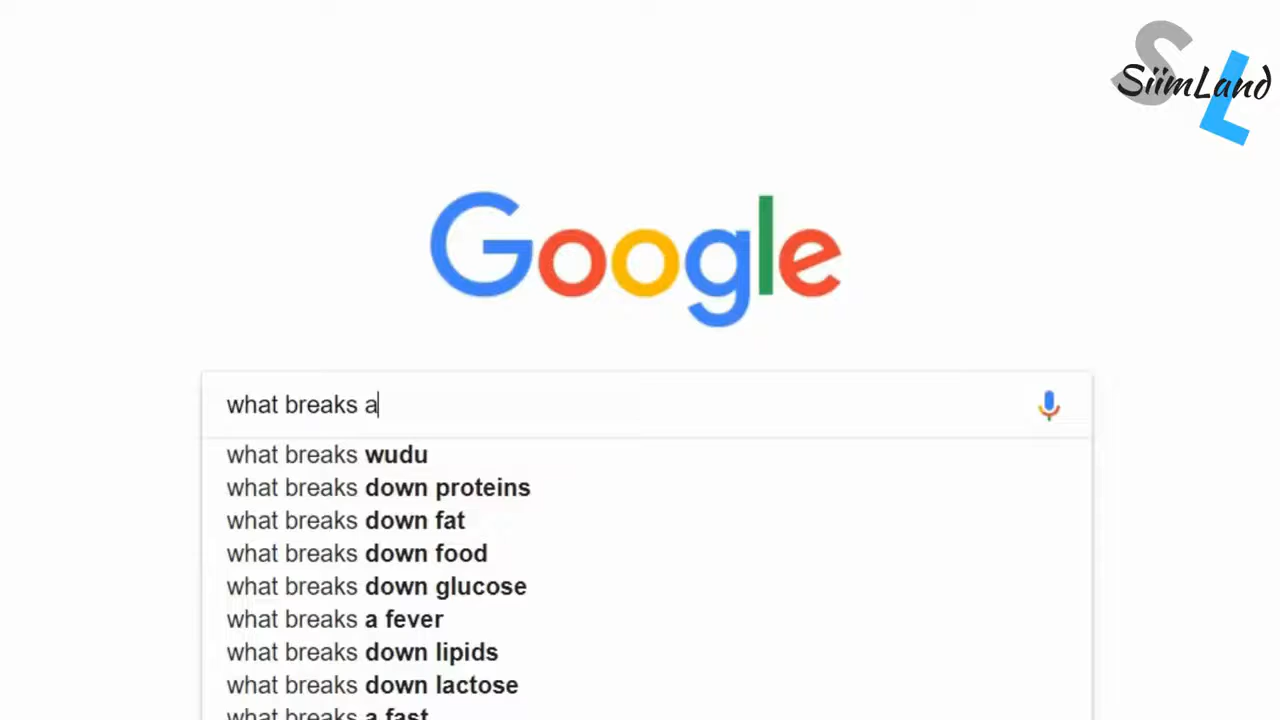 SiimLand
SL
Google
what breaks a
what breaks wudu
what breaks down proteins
what breaks down fat
what breaks down food
what breaks down glucose
what breaks a fever
what breaks down lipids
what breaks down lactose
what breaks a fast